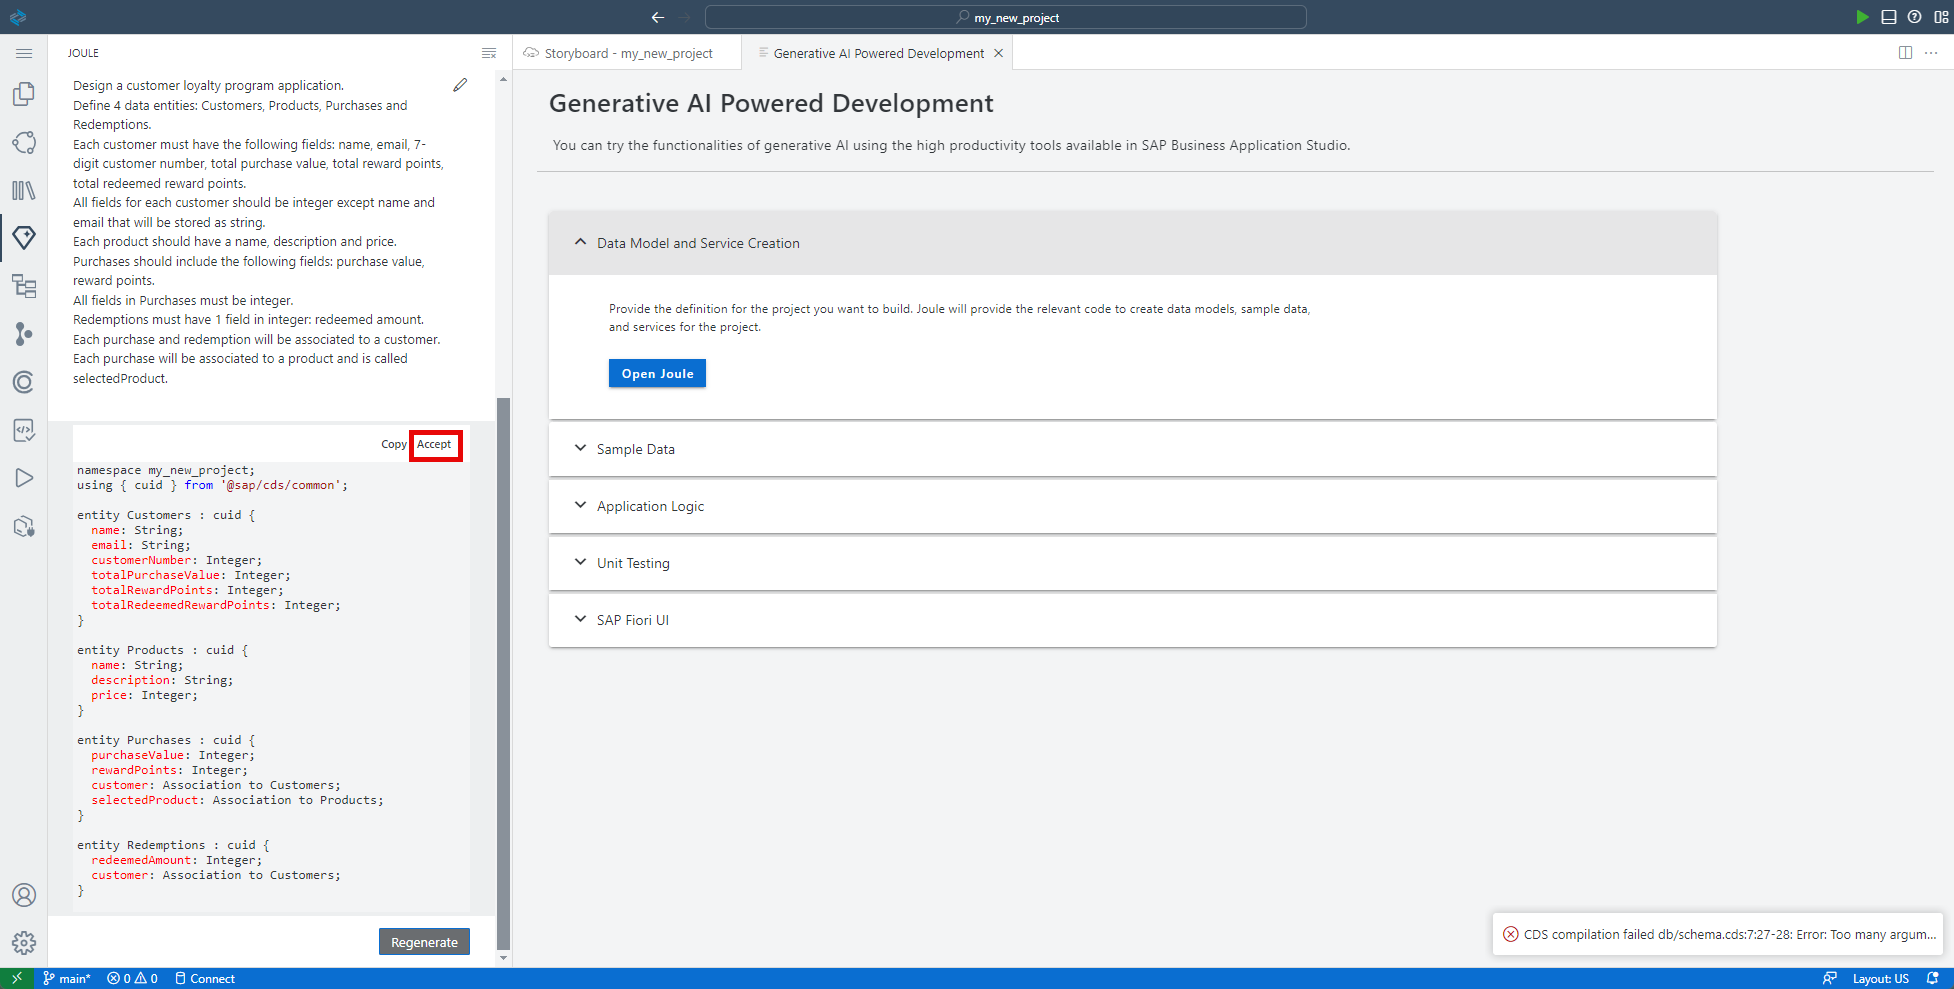 my_new_project
JOULE
Design a customer loyalty program application.
Define 4 data entities: Customers, Products, Purchases and
Redemptions.
Each customer must have the following fields: name, email, 7-
digit customer number, total purchase value, total reward points,
total redeemed reward points.
All fields for each customer should be integer except name and
email that will be stored as string.
Each product should have a name, description and price.
Purchases should include the following fields: purchase value,
reward points.
All fields in Purchases must be integer.
Redemptions must have 1 field in integer: redeemed amount.
Each purchase and redemption will be associated to a customer.
Each purchase will be associated to a product and is called
selectedProduct.
Copy Accept
namespace my_new_project;
using { cuid } from '@sap/cds/common';
entity Customers : cuid {
name: String;
email: String;
customerNumber: Integer;
totalPurchaseValue: Integer;
totalRewardPoints: Integer;
totalRedeemedRewardPoints: Integer;
}
entity Products : cuid {
name: String;
description: String;
price: Integer;
}
entity Purchases : cuid {
purchaseValue: Integer;
rewardPoints: Integer;
customer: Association to Customers;
selectedProduct: Association to Products;
}
entity Redemptions : cuid {
redeemedAmount: Integer;
customer: Association to Customers;
}
Regenerate
Storyboard - my_new_project
Generative AI Powered Development
Generative AI Powered Development
You can try the functionalities of generative AI using the high productivity tools available in SAP Business Application Studio.
Data Model and Service Creation
Provide the definition for the project you want to build. Joule will provide the relevant code to create data models, sample data,
and services for the project.
Open Joule
Sample Data
Application Logic
Unit Testing
SAP Fiori UI
CDS compilation failed db/schema.cds:7:27-28: Error: Too many argum...
main* 0 0 Connect
Layout: US